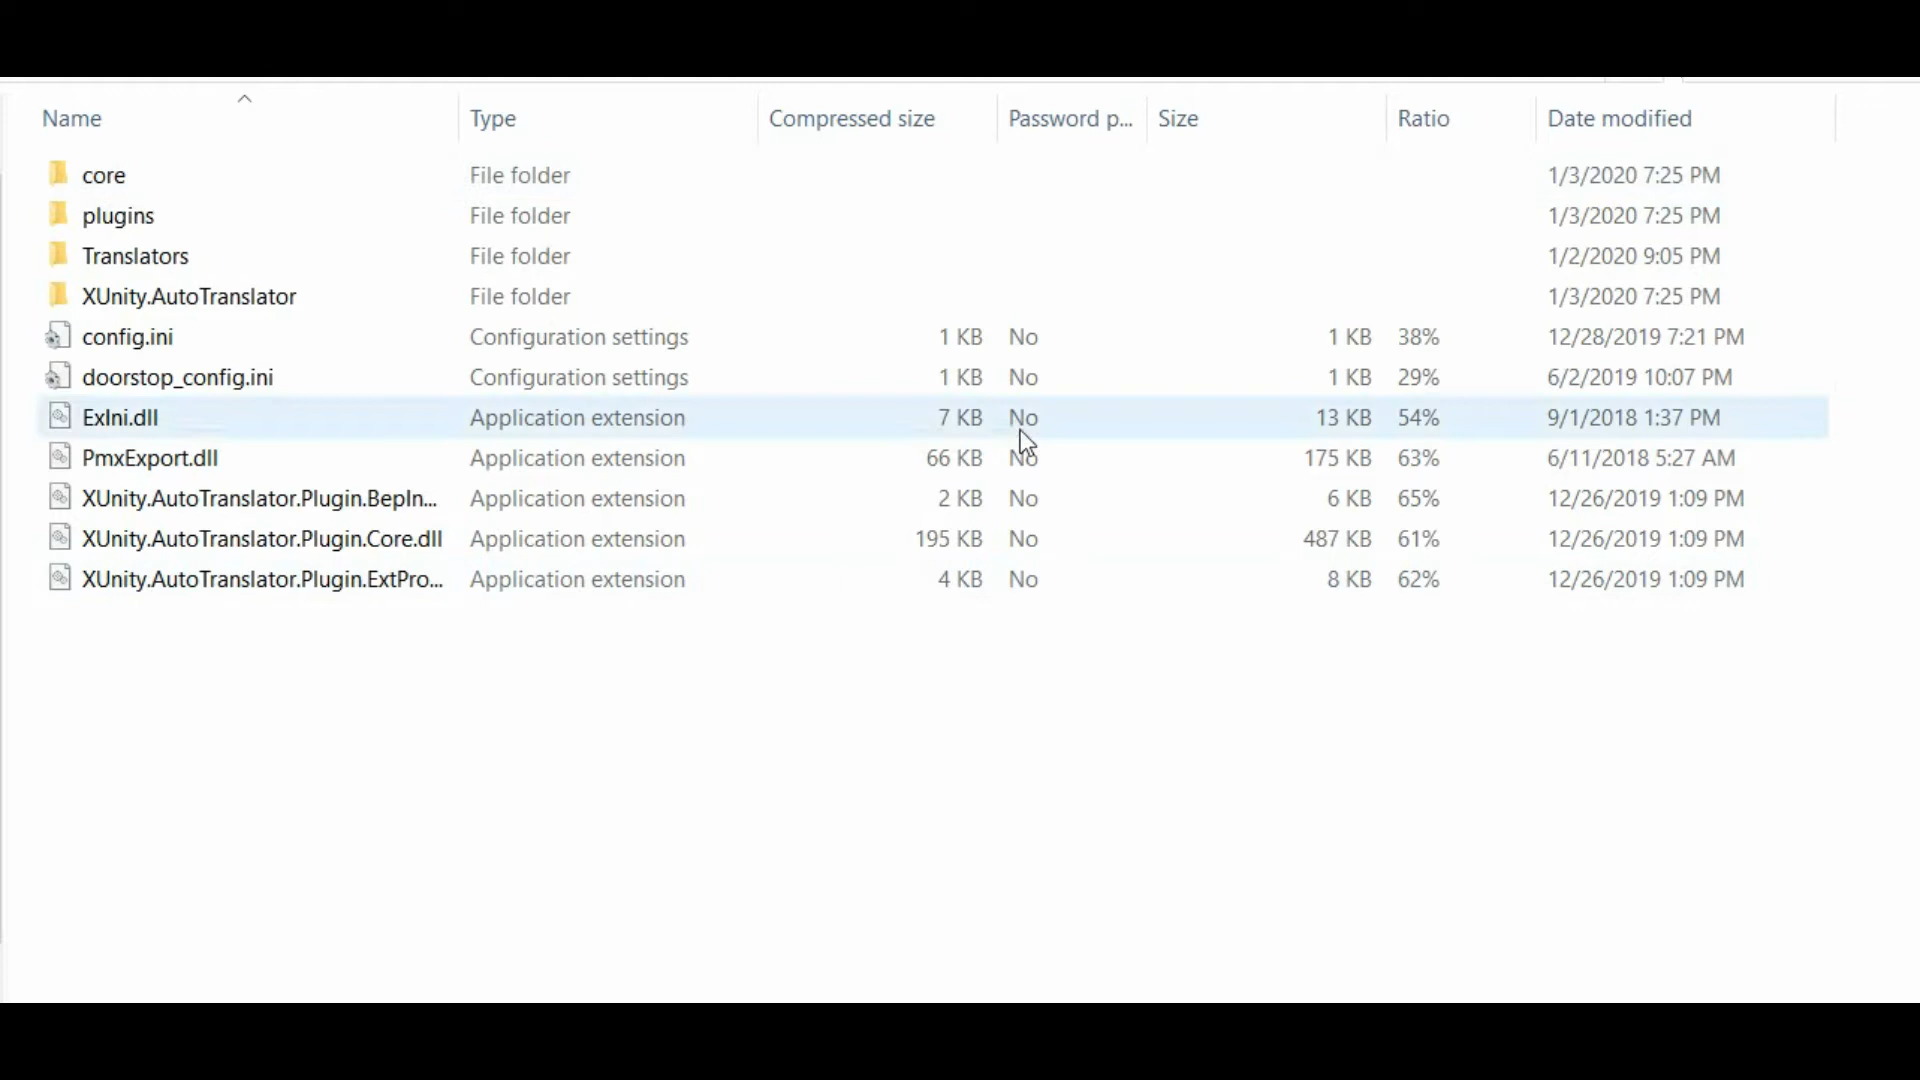 Name Type Compressed size Password p... Size Ratio Date modified
core File folder 1/3/2020 7:25 PM
plugins File folder 1/3/2020 7:25 PM
Translators File folder 1/2/2020 9:05 PM
XUnity.AutoTranslator File folder 1/3/2020 7:25 PM
config.ini Configuration settings 1 KB No 1 KB 38% 12/28/2019 7:21 PM
doorstop_config.ini Configuration settings 1 KB No 1 KB 29% 6/2/2019 10:07 PM
ExIni.dll Application extension 7 KB No 13 KB 54% 9/1/2018 1:37 PM
PmxExport.dll Application extension 66 KB No 175 KB 63% 6/11/2018 5:27 AM
XUnity.AutoTranslator.Plugin.BepIn... Application extension 2 KB No 6 KB 65% 12/26/2019 1:09 PM
XUnity.AutoTranslator.Plugin.Core.dll Application extension 195 KB No 487 KB 61% 12/26/2019 1:09 PM
XUnity.AutoTranslator.Plugin.ExtPro... Application extension 4 KB No 8 KB 62% 12/26/2019 1:09 PM